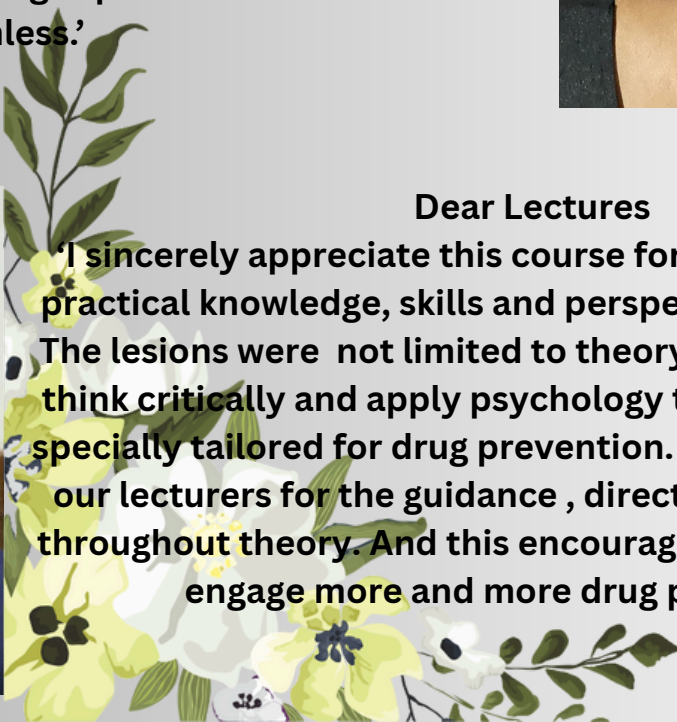 less.’
Dear Lectures
‘I sincerely appreciate this course for
practical knowledge, skills and perspe
The lesions were  not limited to theory
think critically and apply psychology t
specially tailored for drug prevention.
our lecturers for the guidance , direct
throughout theory. And this encourag
engage more and more drug p